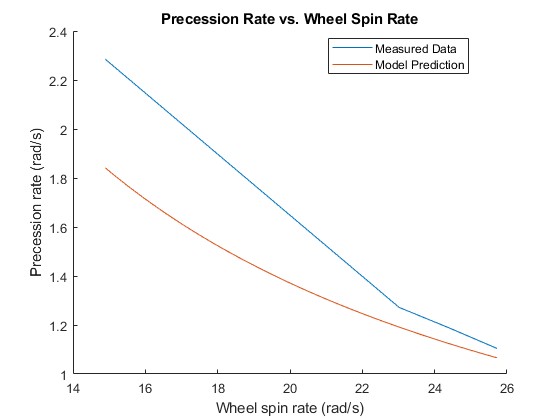 Precession Rate vs. Wheel Spin Rate
2.4
Measured Data
Model Prediction
2.2
2
1.8
1.6
1.4
1.2
1
Precession rate (rad/s)
14 16 18 20 22 24 26
Wheel spin rate (rad/s)